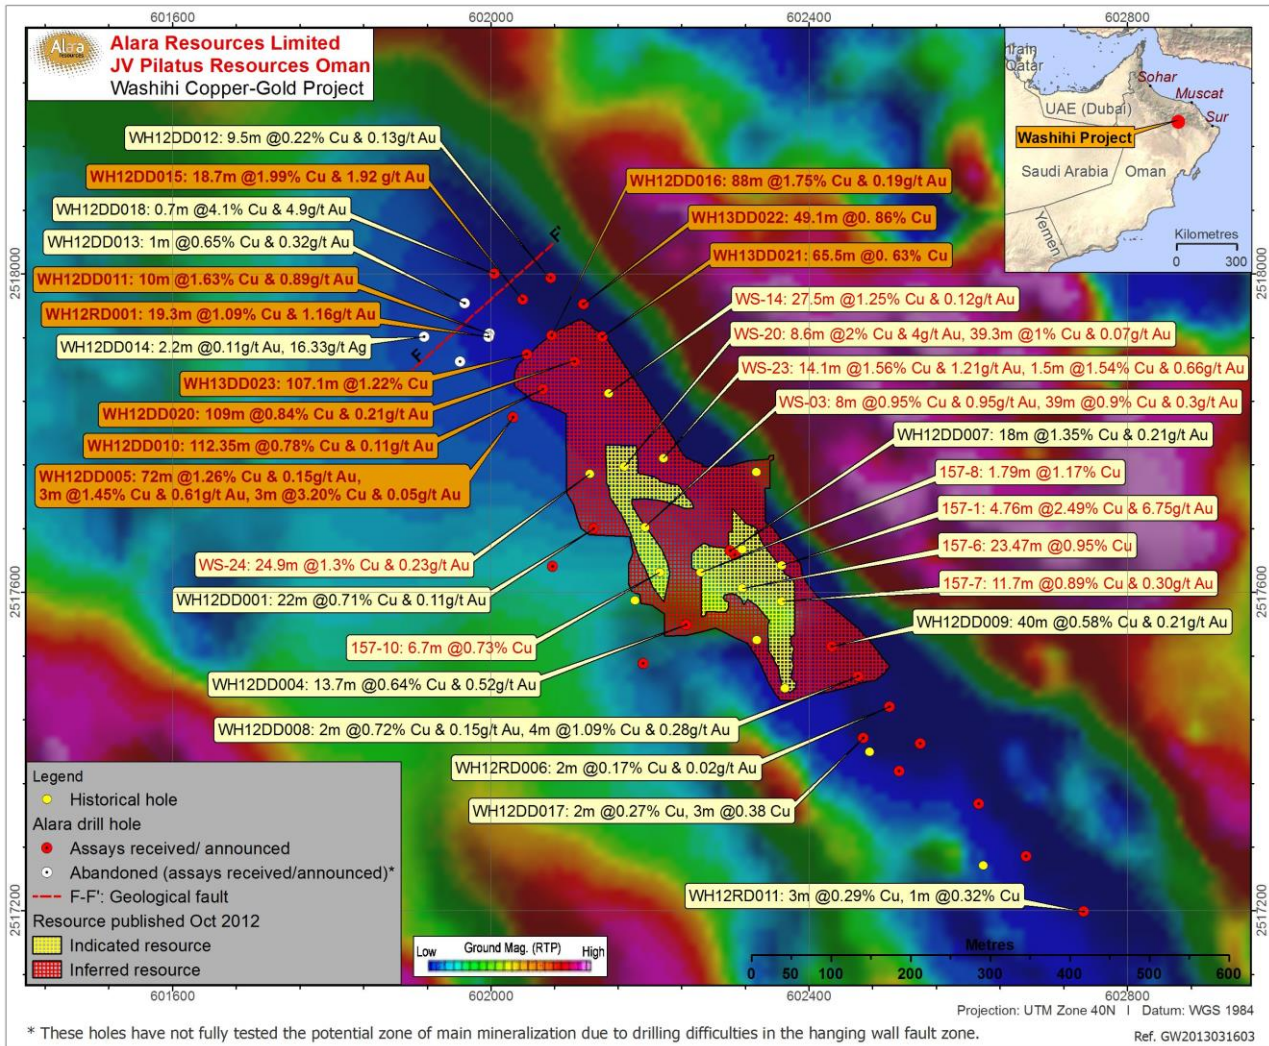 601600
602000
602400
602800
Alara
RESOURCES
Alara Resources Limited
JV Pilatus Resources Oman
Washihi Copper-Gold Project
hrain
Qatar
Sohar
Muscat
UAE (Dubai)
Sur
Washihi Project
Saudi Arabia
Oman
Yemen
Kilometres
0 300
WH12DD012: 9.5m @0.22% Cu & 0.13g/t Au
WH12DD015: 18.7m @1.99% Cu & 1.92 g/t Au
WH12DD018: 0.7m @4.1% Cu & 4.9g/t Au
WH12DD013: 1m @0.65% Cu & 0.32g/t Au
WH12DD011: 10m @1.63% Cu & 0.89g/t Au
WH12RD001: 19.3m @1.09% Cu & 1.16g/t Au
WH12DD014: 2.2m @0.11g/t Au, 16.33g/t Ag
WH13DD023: 107.1m @1.22% Cu
WH12DD020: 109m @0.84% Cu & 0.21g/t Au
WH12DD010: 112.35m @0.78% Cu & 0.11g/t Au
WH12DD005: 72m @1.26% Cu & 0.15g/t Au,
3m @1.45% Cu & 0.61g/t Au, 3m @3.20% Cu & 0.05g/t Au
F'
F
WH12DD016: 88m @1.75% Cu & 0.19g/t Au
WH13DD022: 49.1m @0. 86% Cu
WH13DD021: 65.5m @0. 63% Cu
WS-14: 27.5m @1.25% Cu & 0.12g/t Au
WS-20: 8.6m @2% Cu & 4g/t Au, 39.3m @1% Cu & 0.07g/t Au
WS-23: 14.1m @1.56% Cu & 1.21g/t Au, 1.5m @1.54% Cu & 0.66g/t Au
WS-03: 8m @0.95% Cu & 0.95g/t Au, 39m @0.9% Cu & 0.3g/t Au
WH12DD007: 18m @1.35% Cu & 0.21g/t Au
157-8: 1.79m @1.17% Cu
157-1: 4.76m @2.49% Cu & 6.75g/t Au
157-6: 23.47m @0.95% Cu
157-7: 11.7m @0.89% Cu & 0.30g/t Au
WH12DD009: 40m @0.58% Cu & 0.21g/t Au
WS-24: 24.9m @1.3% Cu & 0.23g/t Au
WH12DD001: 22m @0.71% Cu & 0.11g/t Au
157-10: 6.7m @0.73% Cu
WH12DD004: 13.7m @0.64% Cu & 0.52g/t Au
WH12DD008: 2m @0.72% Cu & 0.15g/t Au, 4m @1.09% Cu & 0.28g/t Au
WH12RD006: 2m @0.17% Cu & 0.02g/t Au
WH12DD017: 2m @0.27% Cu, 3m @0.38 Cu
WH12RD011: 3m @0.29% Cu, 1m @0.32% Cu
2518000
2517600
2517200
2518000
2517600
2517200
Legend
Historical hole
Alara drill hole
Assays received/ announced
Abandoned (assays received/announced)*
F-F': Geological fault
Resource published Oct 2012
Indicated resource
Inferred resource
Low Ground Mag. (RTP) High
Metres
0 50 100 200 300 400 500 600
601600
602000
602400
602800
Projection: UTM Zone 40N I Datum: WGS 1984
* These holes have not fully tested the potential zone of main mineralization due to drilling difficulties in the hanging wall fault zone.
Ref. GW2013031603